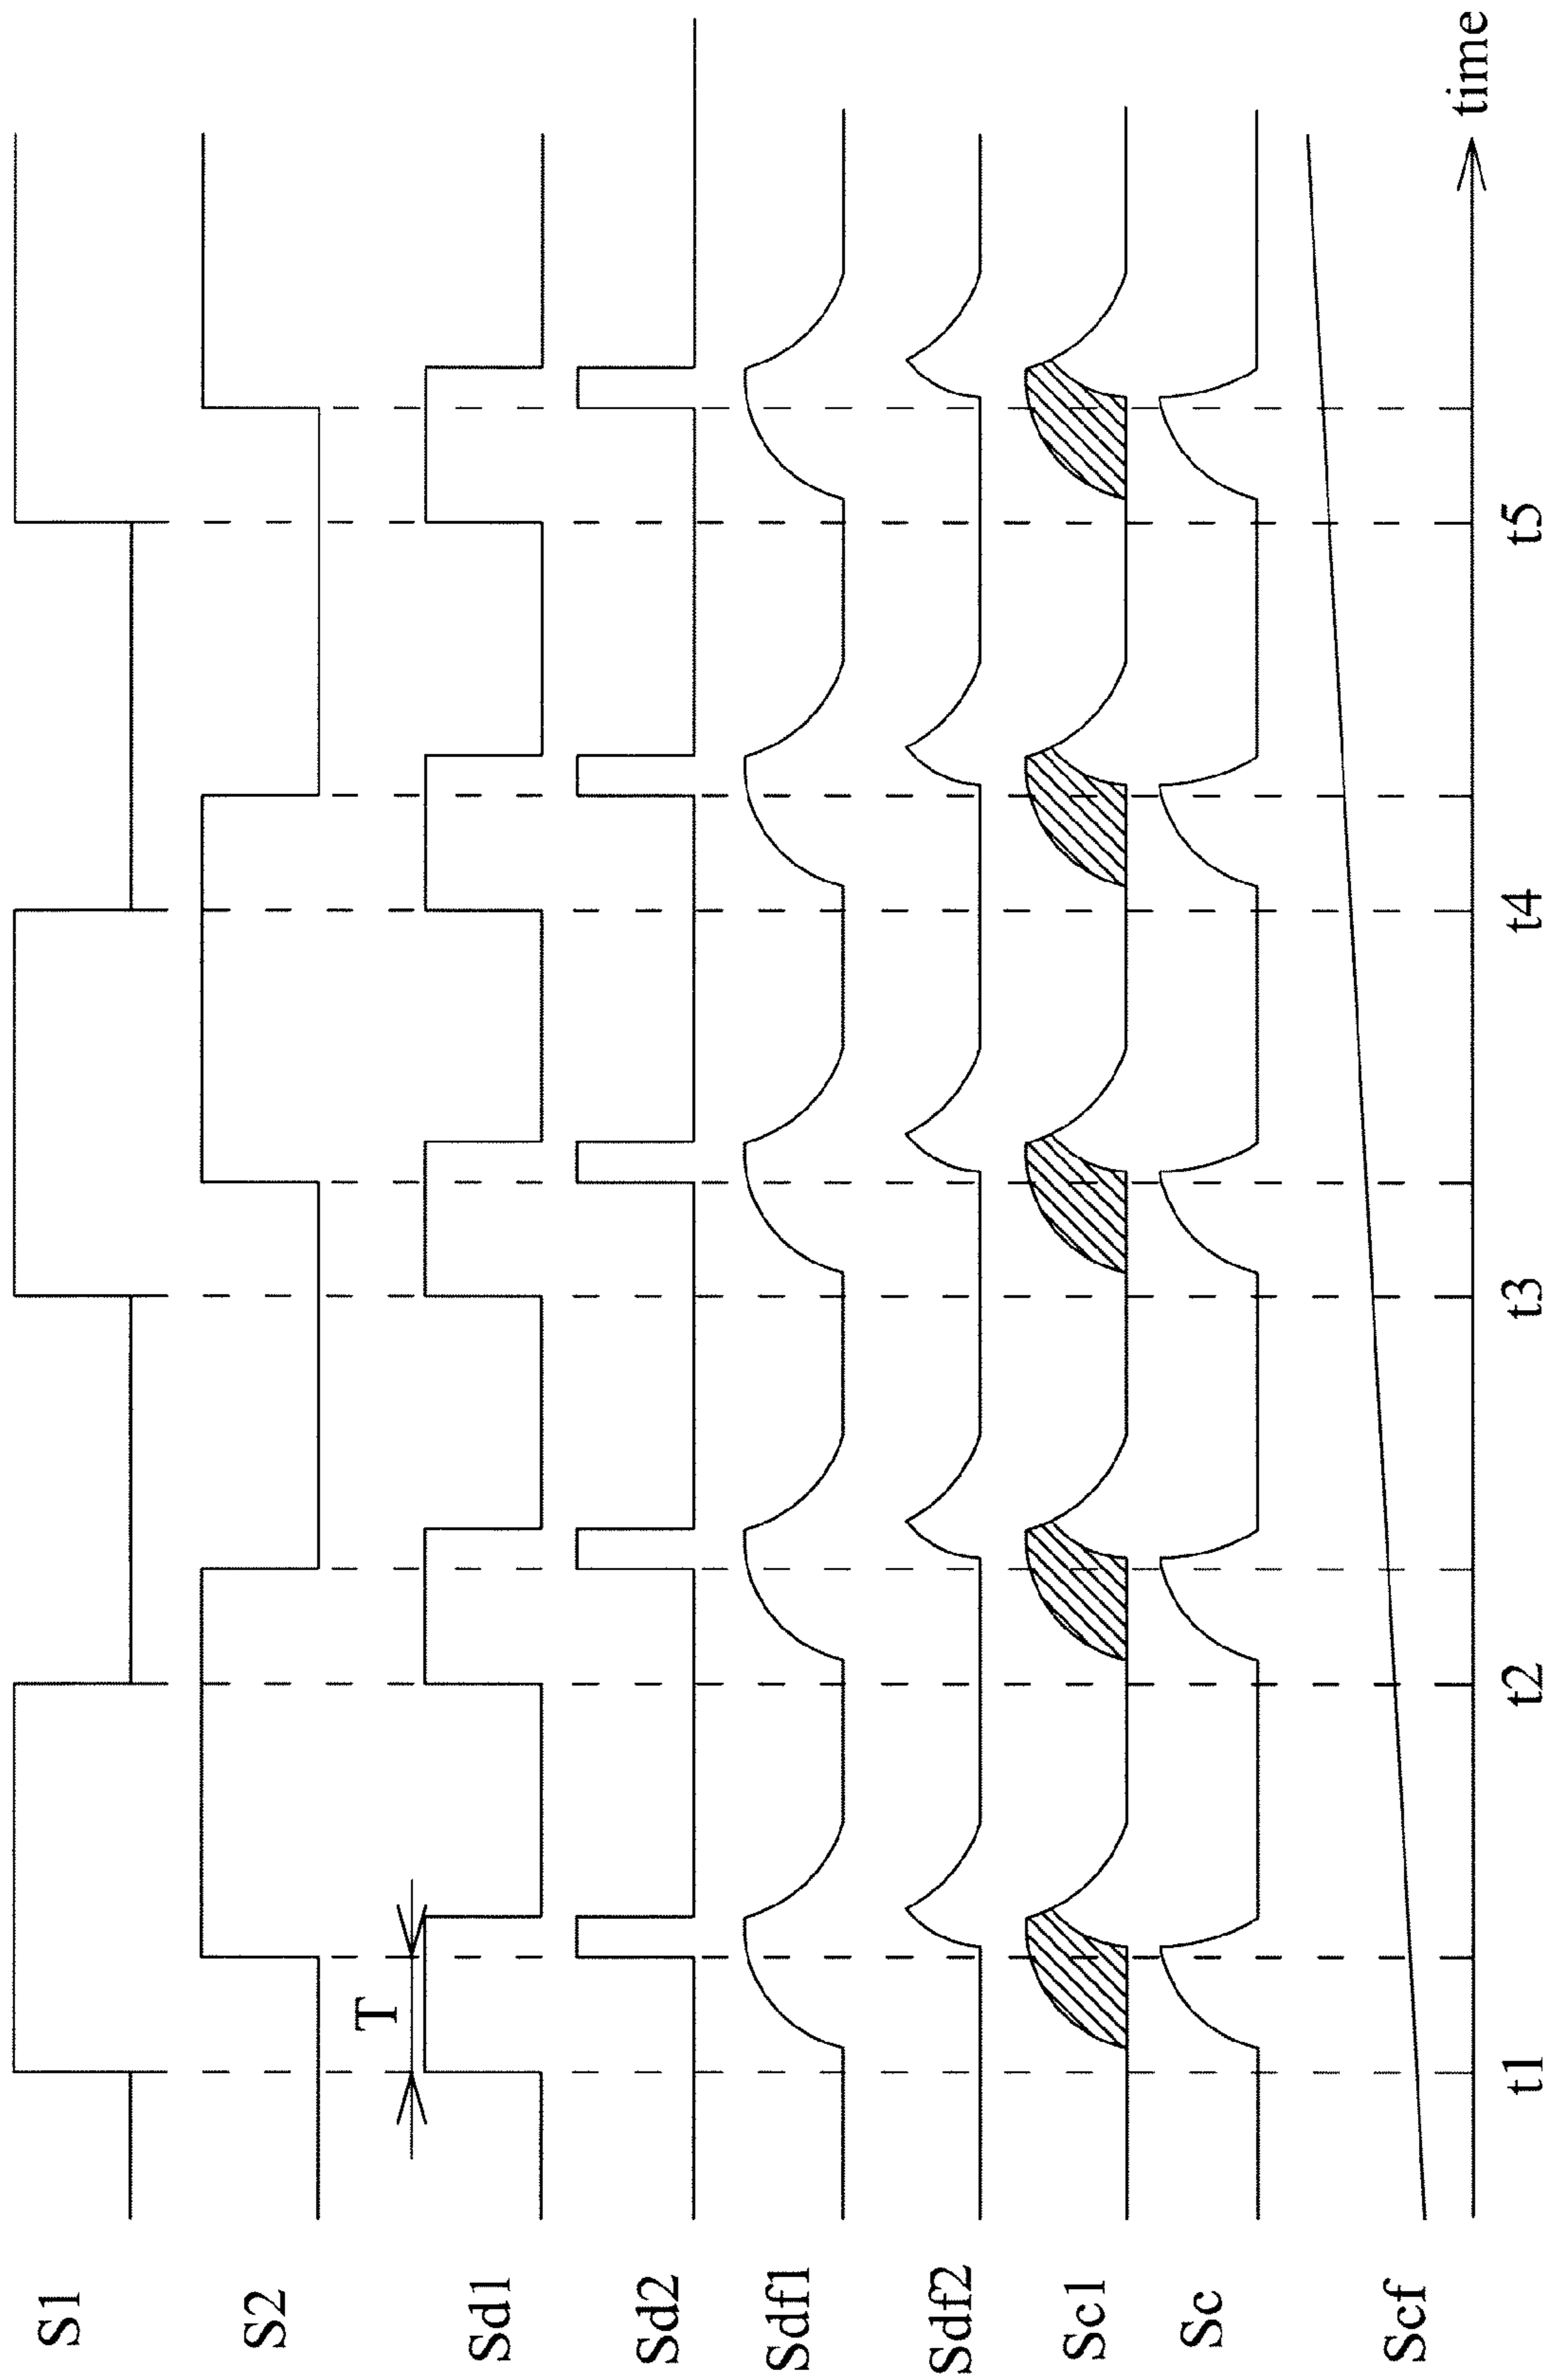 S1
S2
T
Sd1
Sd2
Sdf1
Sdf2
Sc1
Sc
Scf
t1 t2 t3 t4 t5 time